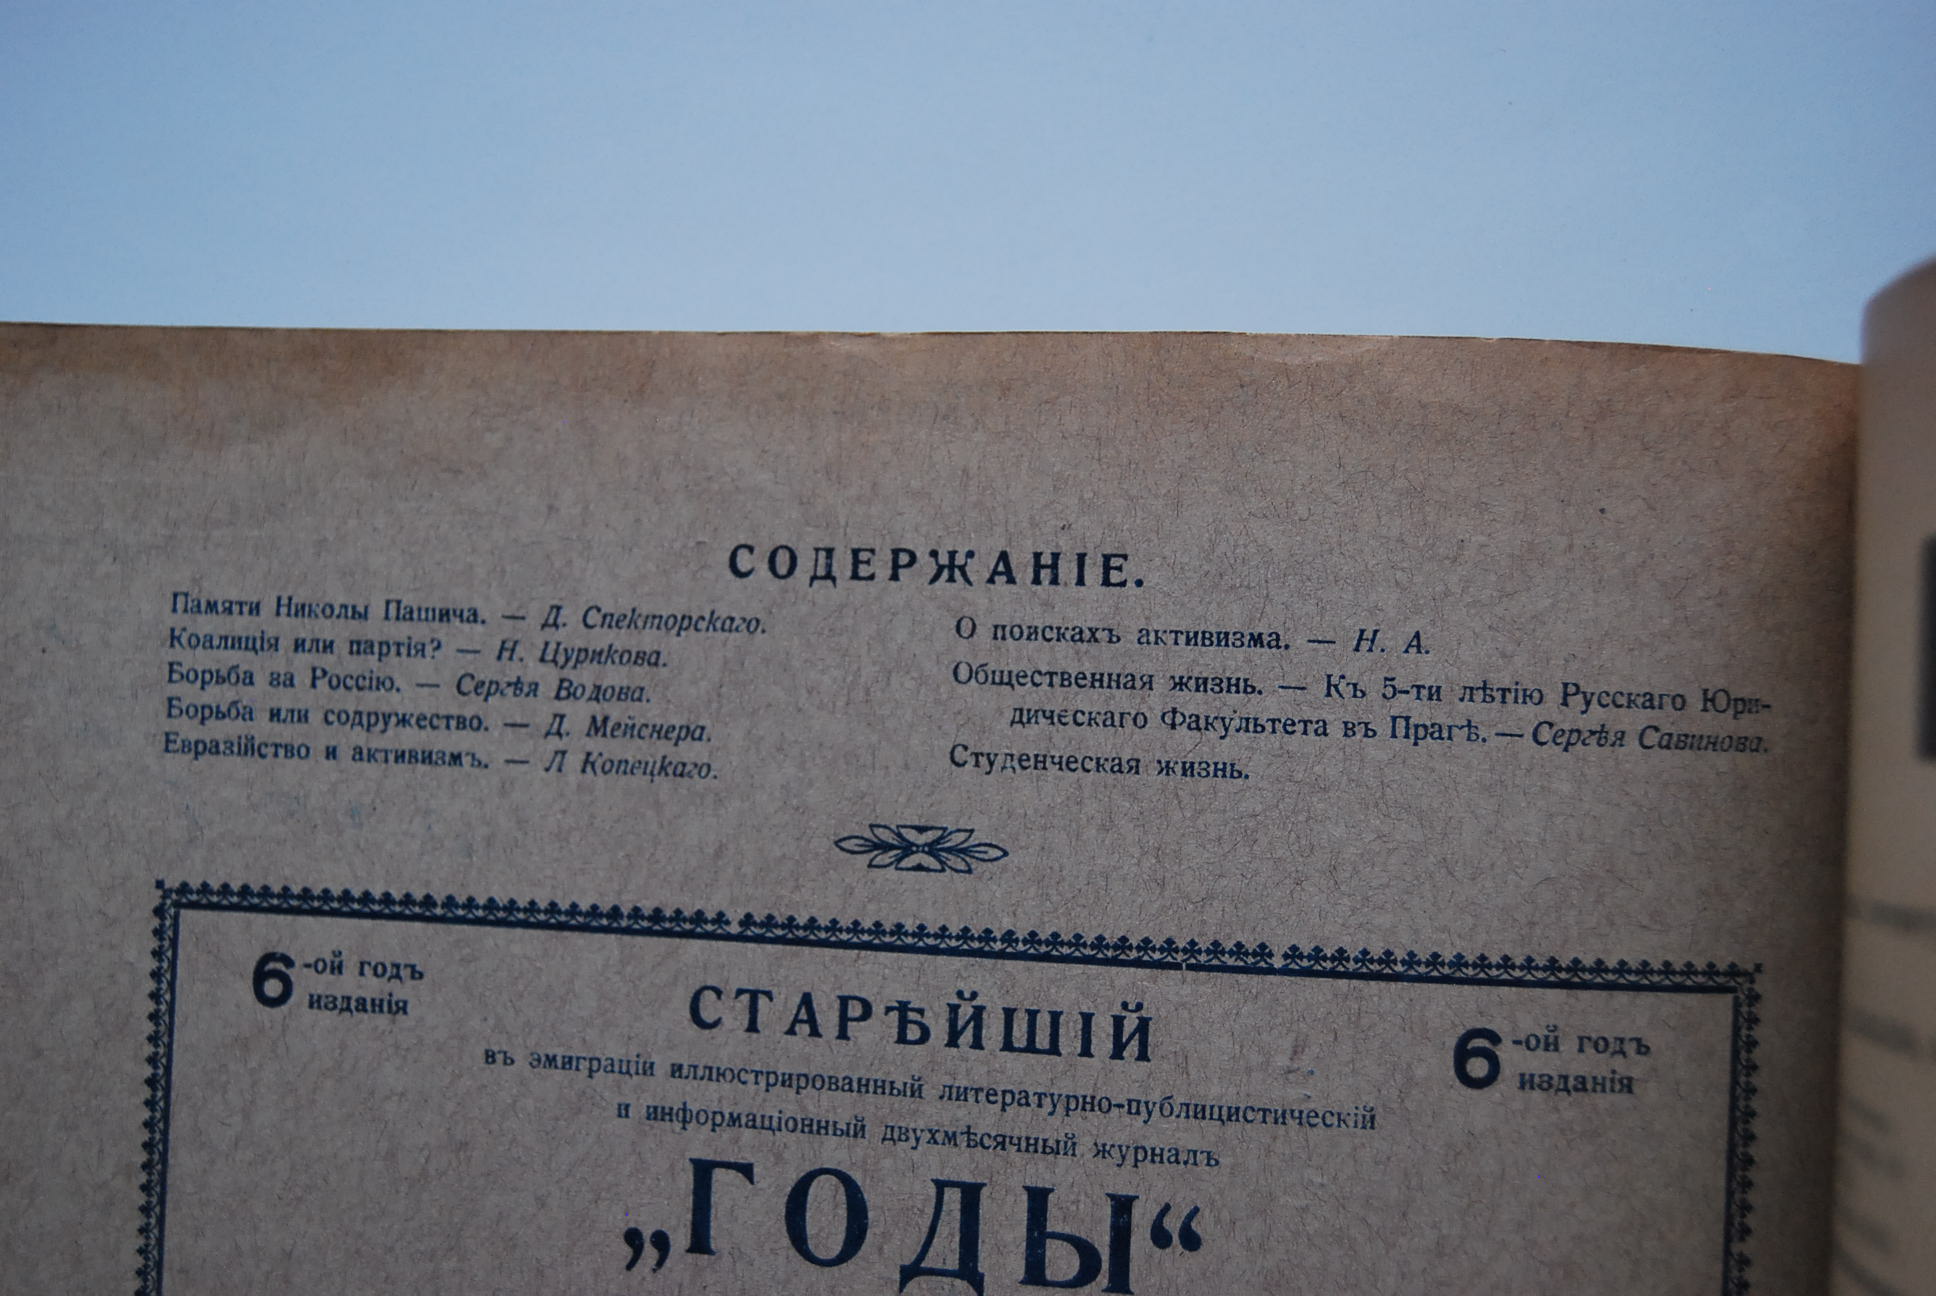 СОДЕРЖАНІЕ.
Памяти Николы Пашича. — Д. Спекторскаго.
Коалиція или партія? — Н. Цурикова.
Борьба за Россію. — Сергѣя Водова.
Борьба или содружество. — Д. Мейснера.
Евразійство и активизмъ. — Л Копецкаго.
О поискахъ активизма. — Н. А.
Общественная жизнь. — Къ 5-ти лѣтію Русскаго Юри-
дическаго Факультета въ Прагѣ. — Сергѣя Савинова.
Студенческая жизнь.
6-ой годъ
изданія
СТАРѢЙШІЙ
6-ой годъ
изданія
въ эмиграціи иллюстрированный литературно-публицистическій
и информаціонный двухмѣсячный журналъ
„ГОДЫ“